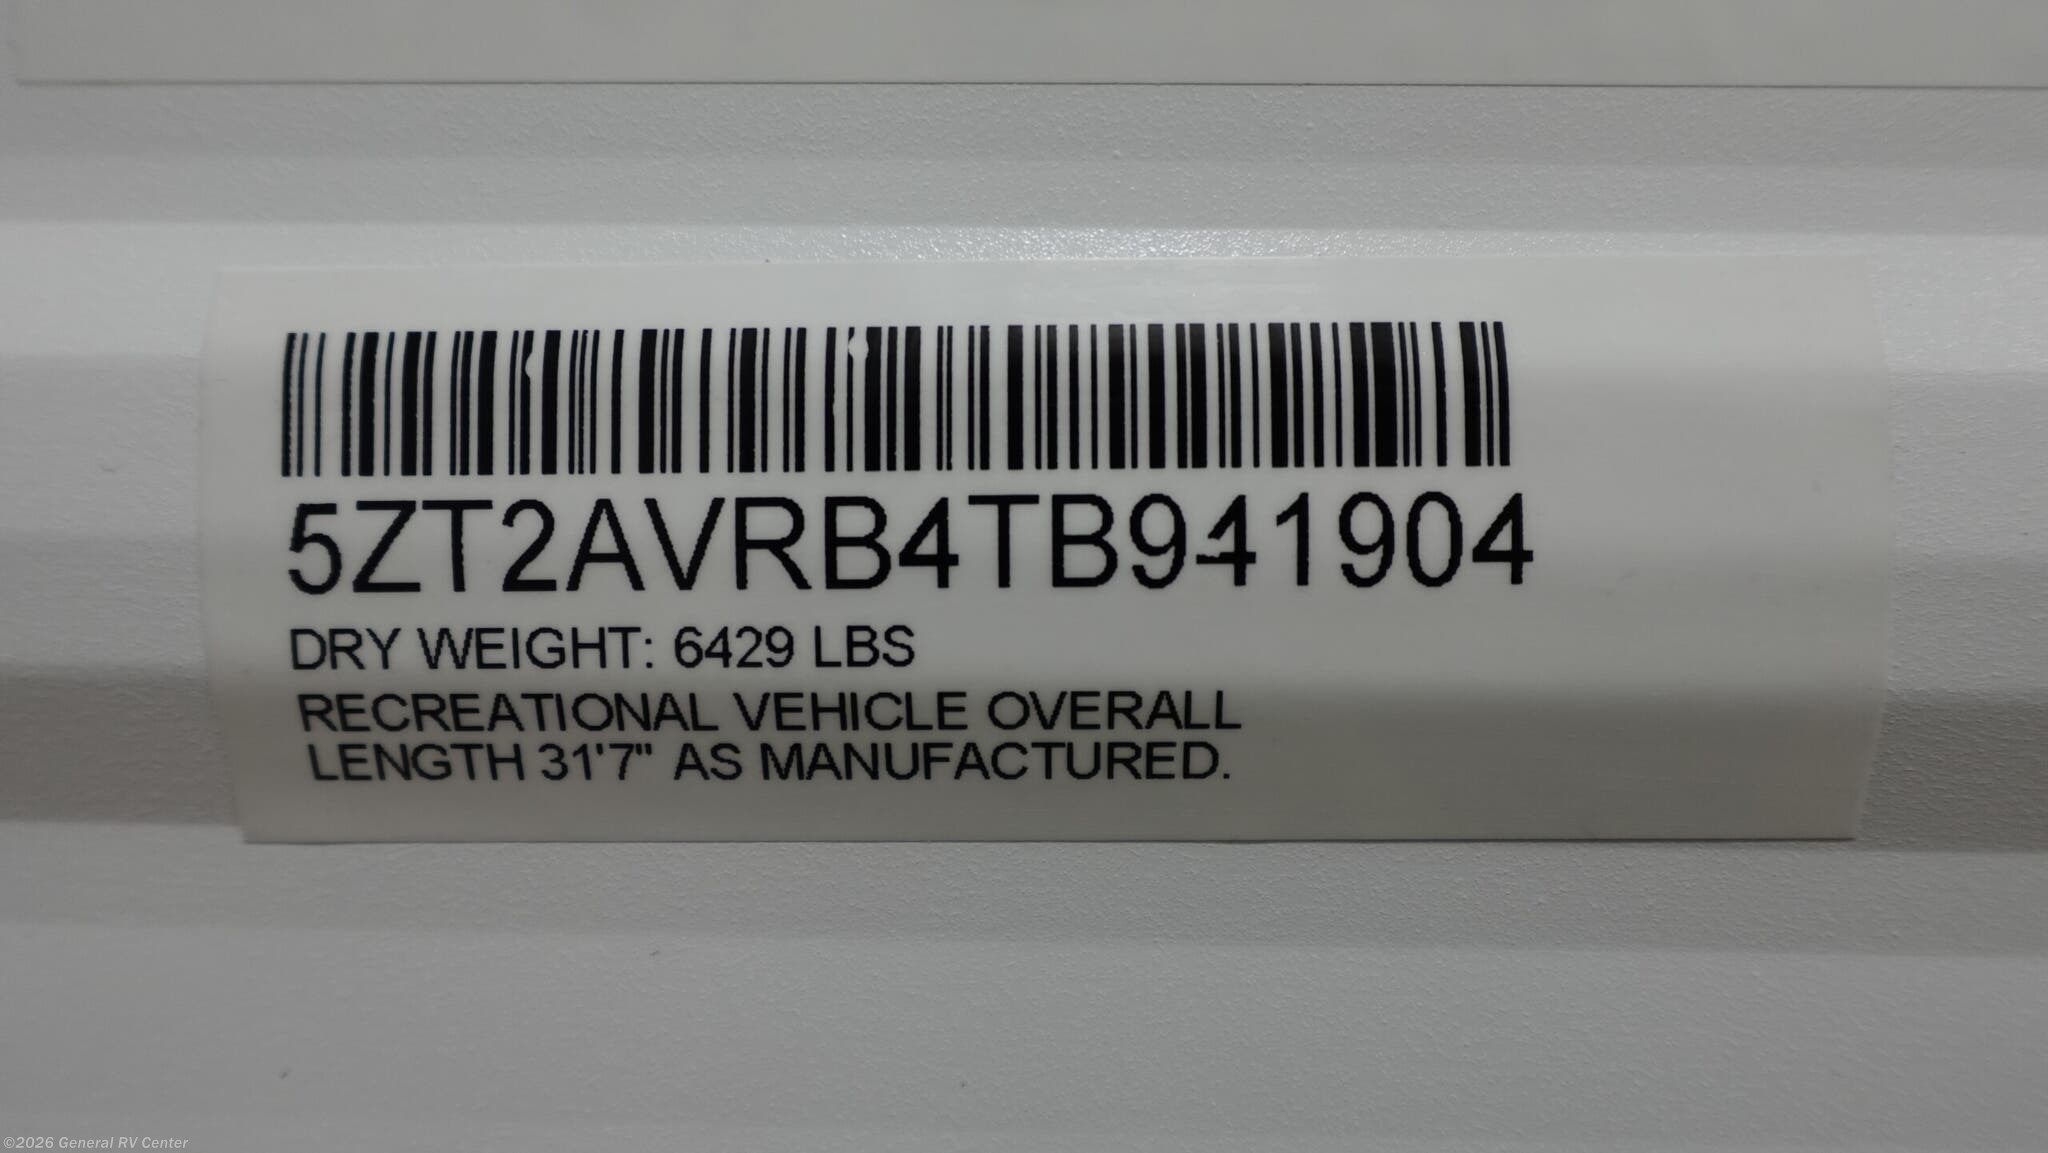 5ZT2AVRB4TB941904
DRY WEIGHT: 6429 LBS
RECREATIONAL VEHICLE OVERALL
LENGTH 31'7" AS MANUFACTURED.
©2026 General RV Center